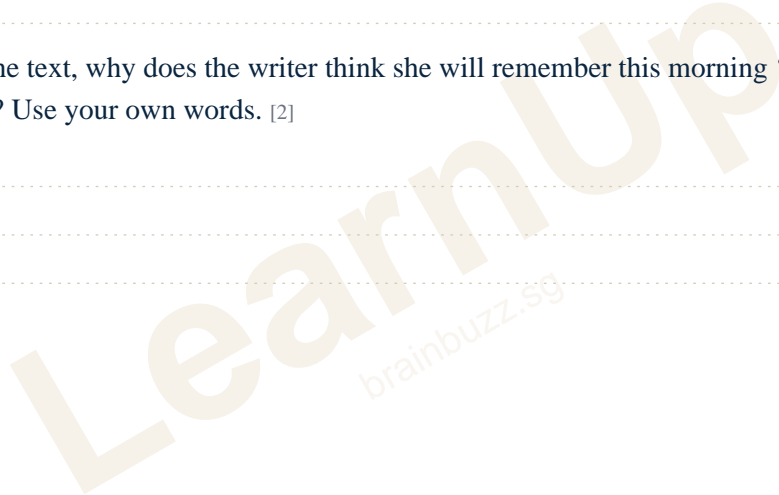 he text, why does the writer think she will remember this morning
? Use your own words. [2]
LearnUp
brainbuzz.sg